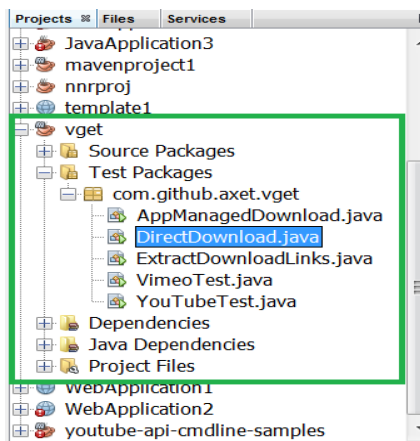 Projects Files Services
JavaApplication3
mavenproject1
nnrproj
template1
vget
Source Packages
Test Packages
com.github.axet.vget
AppManagedDownload.java
DirectDownload.java
ExtractDownloadLinks.java
VimeoTest.java
YouTubeTest.java
Dependencies
Java Dependencies
Project Files
WebApplication1
WebApplication2
youtube-api-cmdline-samples